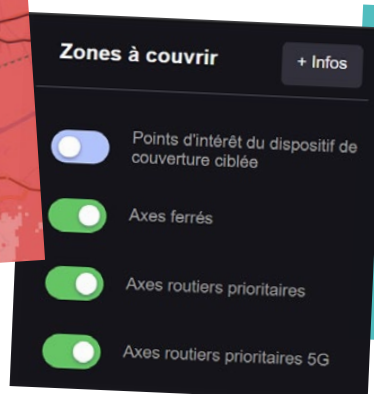 Zones à couvrir
+ Infos
Points d'intérêt du dispositif de
couverture ciblée
Axes ferrés
Axes routiers prioritaires
Axes routiers prioritaires 5G